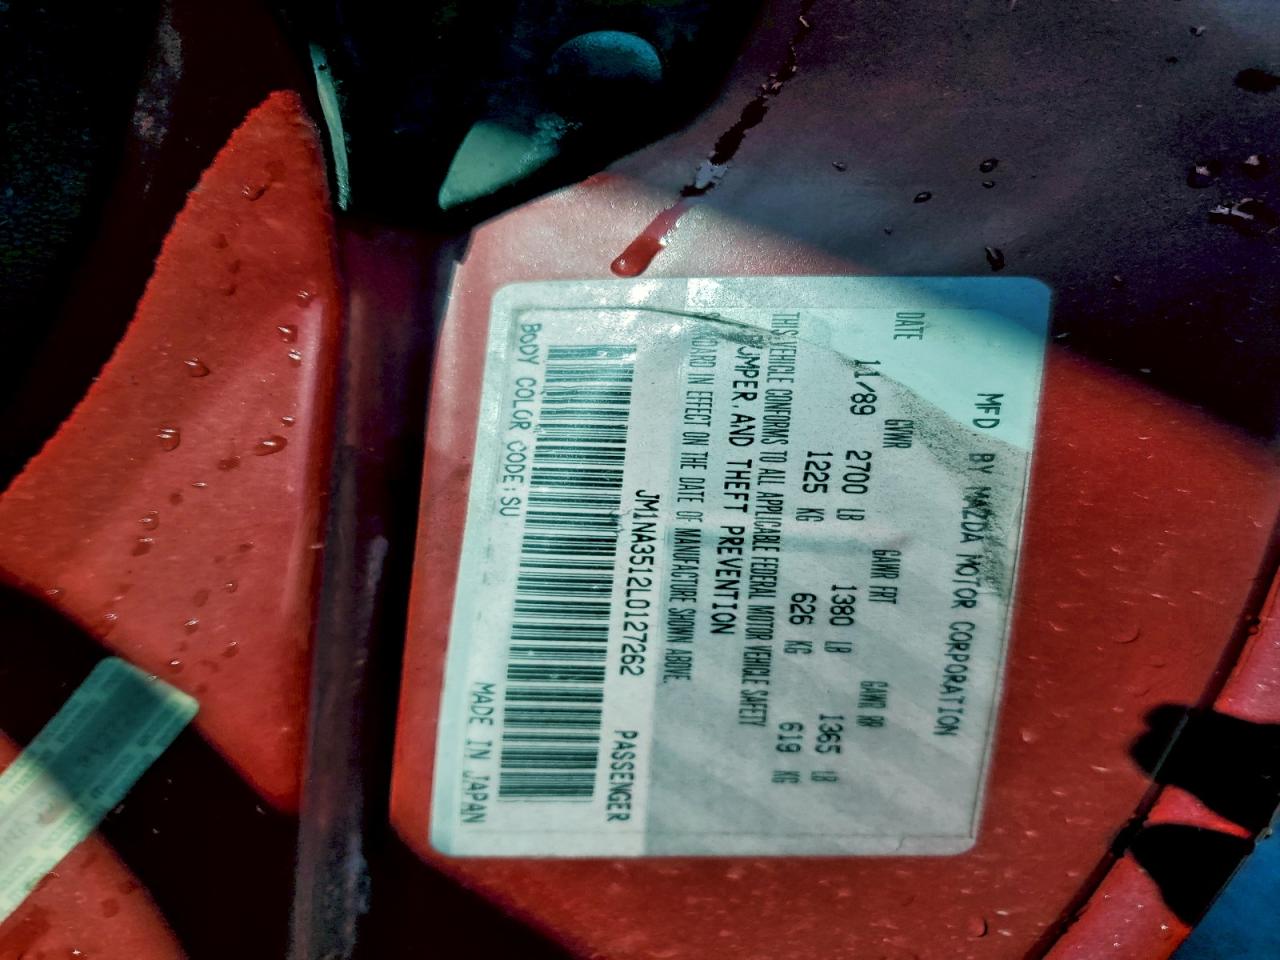 MFD BY MAZDA MOTOR CORPORATION
DATE GVWR GAWR FRT GAWR RR
11/89 2700 LB 1380 LB 1365 LB
1225 KG 626 KG 619 KG
THIS VEHICLE CONFORMS TO ALL APPLICABLE FEDERAL MOTOR VEHICLE SAFETY
UMPER,AND THEFT PREVENTION
DARD IN EFFECT ON THE DATE OF MANUFACTURE SHOWN ABOVE.
JM1NA3512L0127262 PASSENGER
BODY COLOR CODE:SU MADE IN JAPAN